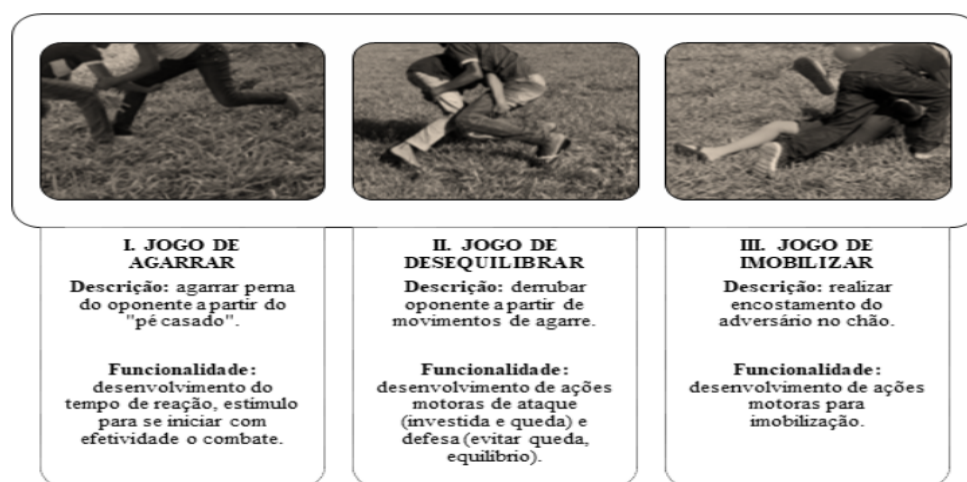 I. JOGO DE
AGARRAR
Descrição: agarrar perna
do oponente a partir do
"pé casado".
Funcionalidade:
desenvolvimento do
tempo de reação, estímulo
para se iniciar com
efetividade o combate.
II. JOGO DE
DESEQUILIBRAR
Descrição: derrubar
oponente a partir de
movimentos de agarre.
Funcionalidade:
desenvolvimento de ações
motoras de ataque
(investida e queda) e
defesa (evitar queda,
equilíbrio).
III. JOGO DE
IMOBILIZAR
Descrição: realizar
encostamento do
adversário no chão.
Funcionalidade:
desenvolvimento de ações
motoras para
imobilização.